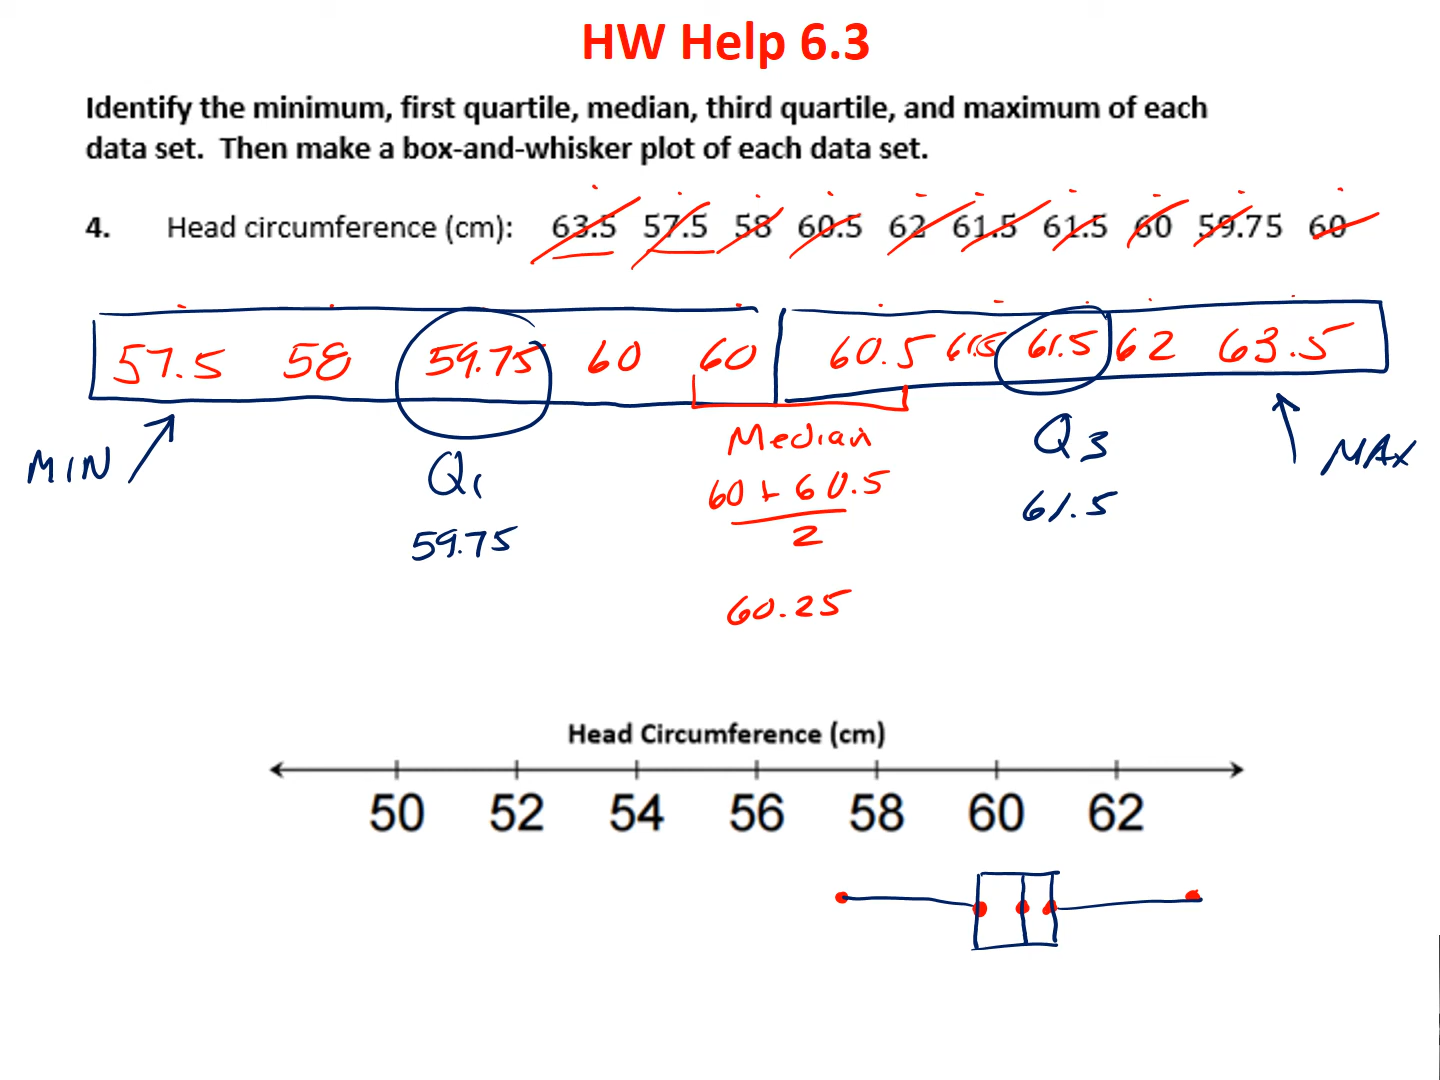 HW Help 6.3
Identify the minimum, first quartile, median, third quartile, and maximum of each
data set. Then make a box-and-whisker plot of each data set.
4. Head circumference (cm): 63.5 57.5 58 60.5 62 61.5 61.5 60 59.75 60
57.5 58 59.75 60 60 60.5 61.5 61.5 62 63.5
MIN Q1 Median Q3 MAX
59.75 60 + 60.5 61.5
2
60.25
Head Circumference (cm)
50 52 54 56 58 60 62